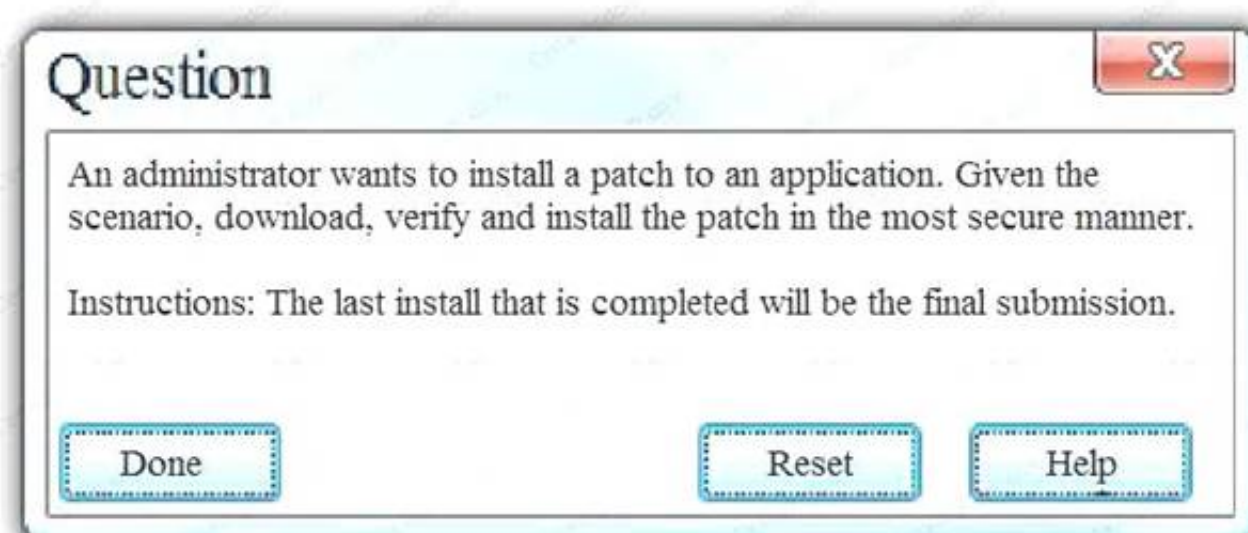 Question
X
An administrator wants to install a patch to an application. Given the
scenario, download, verify and install the patch in the most secure manner.
Instructions: The last install that is completed will be the final submission.
Done
Reset
Help